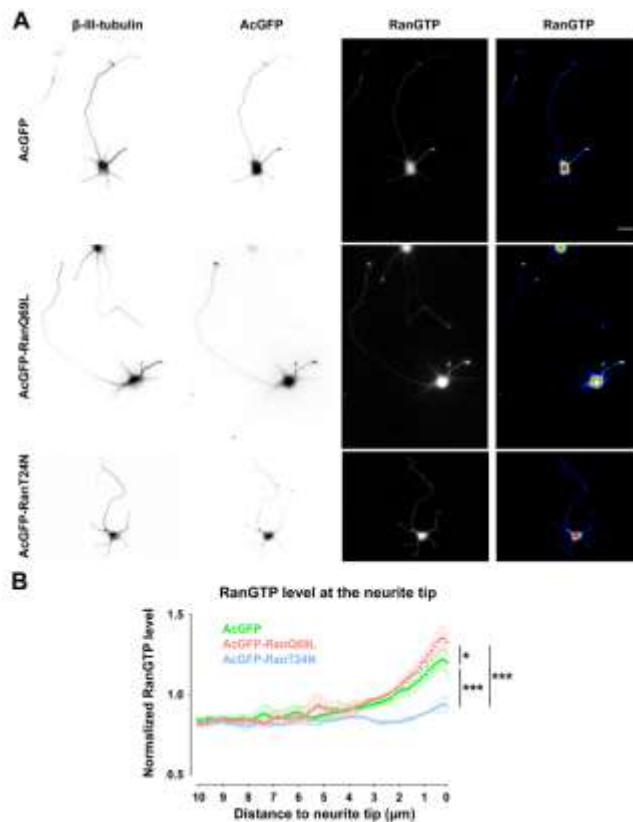 A
β-III-tubulin AcGFP RanGTP RanGTP
AcGFP
AcGFP-RanQ69L
AcGFP-RanT24N
B
RanGTP level at the neurite tip
Normalized RanGTP level
1.5
1.0
0.5
AcGFP
AcGFP-RanQ69L
AcGFP-RanT24N
*
***
***
10 9 8 7 6 5 4 3 2 1 0
Distance to neurite tip (μm)